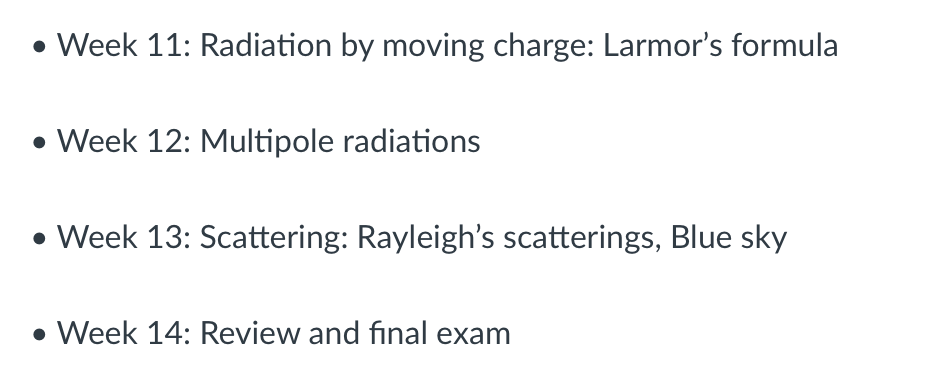 • Week 11: Radiation by moving charge: Larmor’s formula
• Week 12: Multipole radiations
• Week 13: Scattering: Rayleigh’s scatterings, Blue sky
• Week 14: Review and final exam